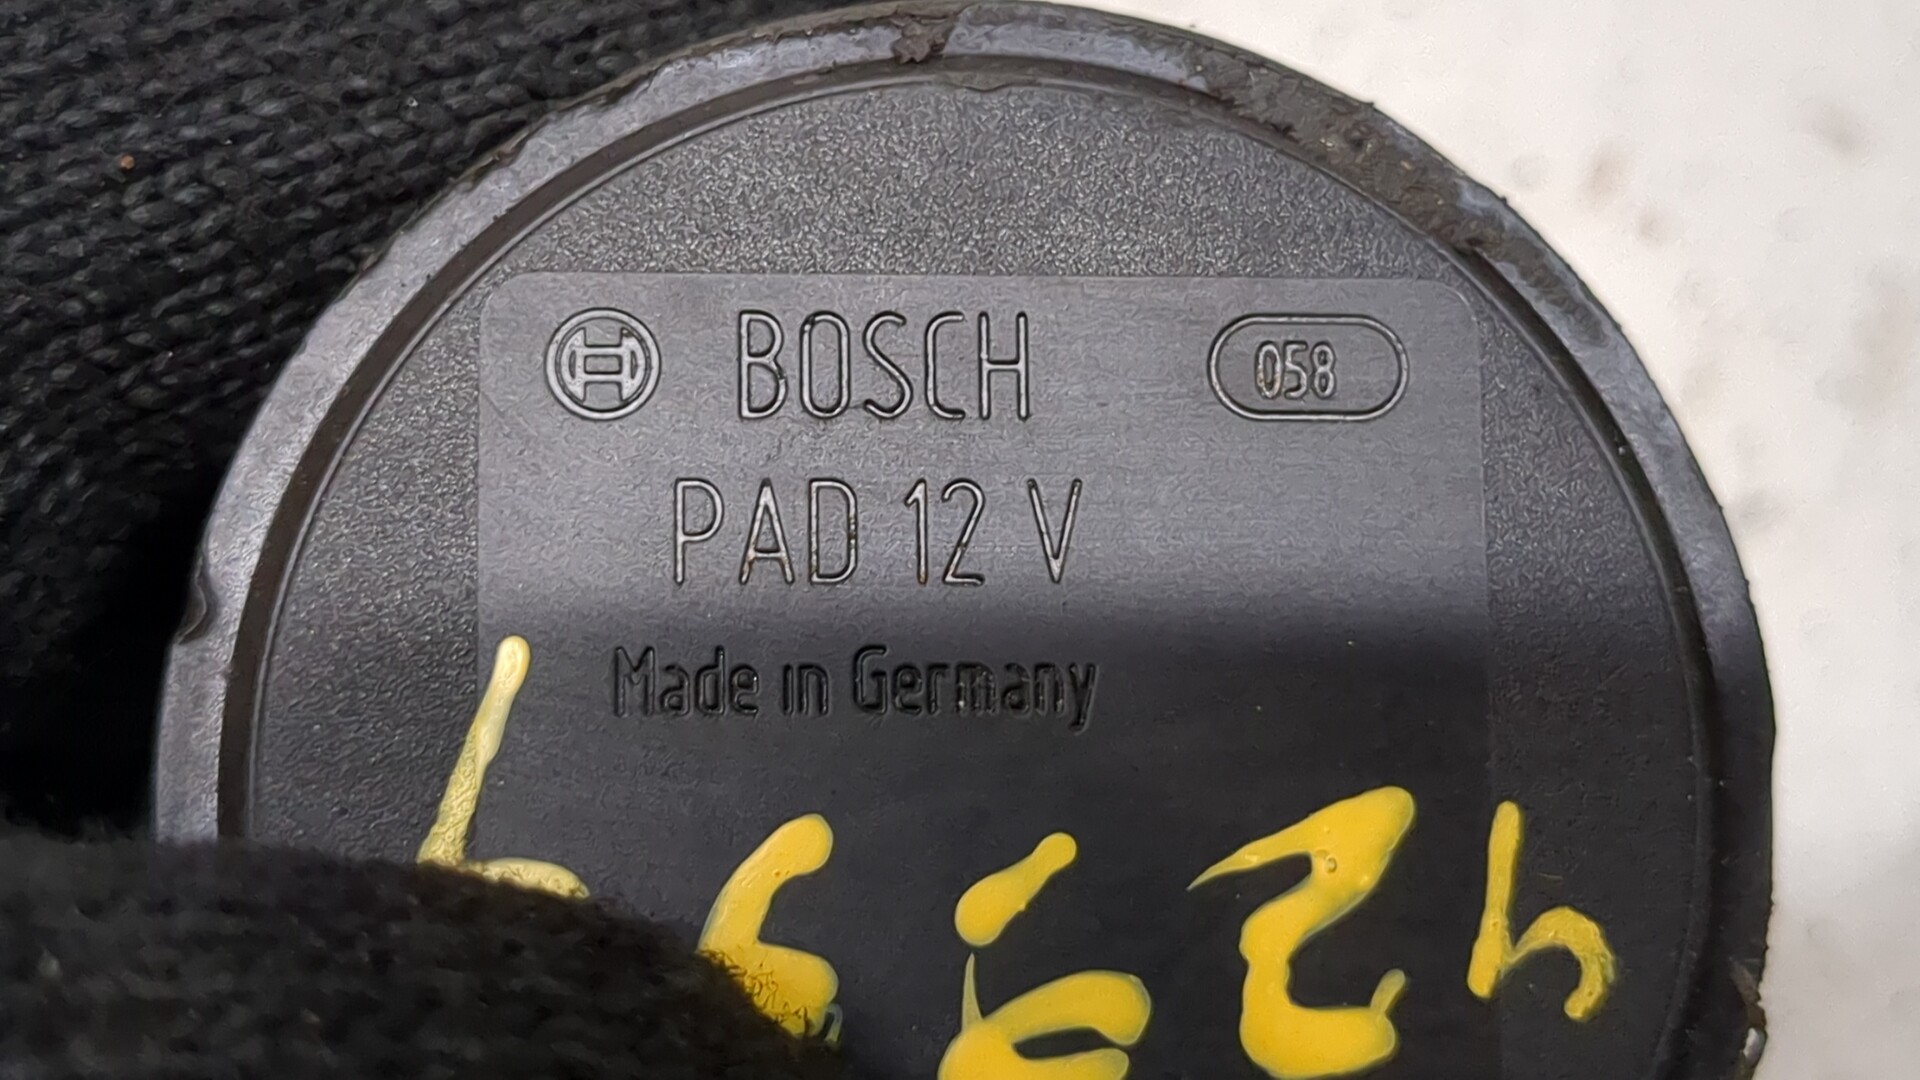 BOSCH 058
PAD 12 V
Made in Germany